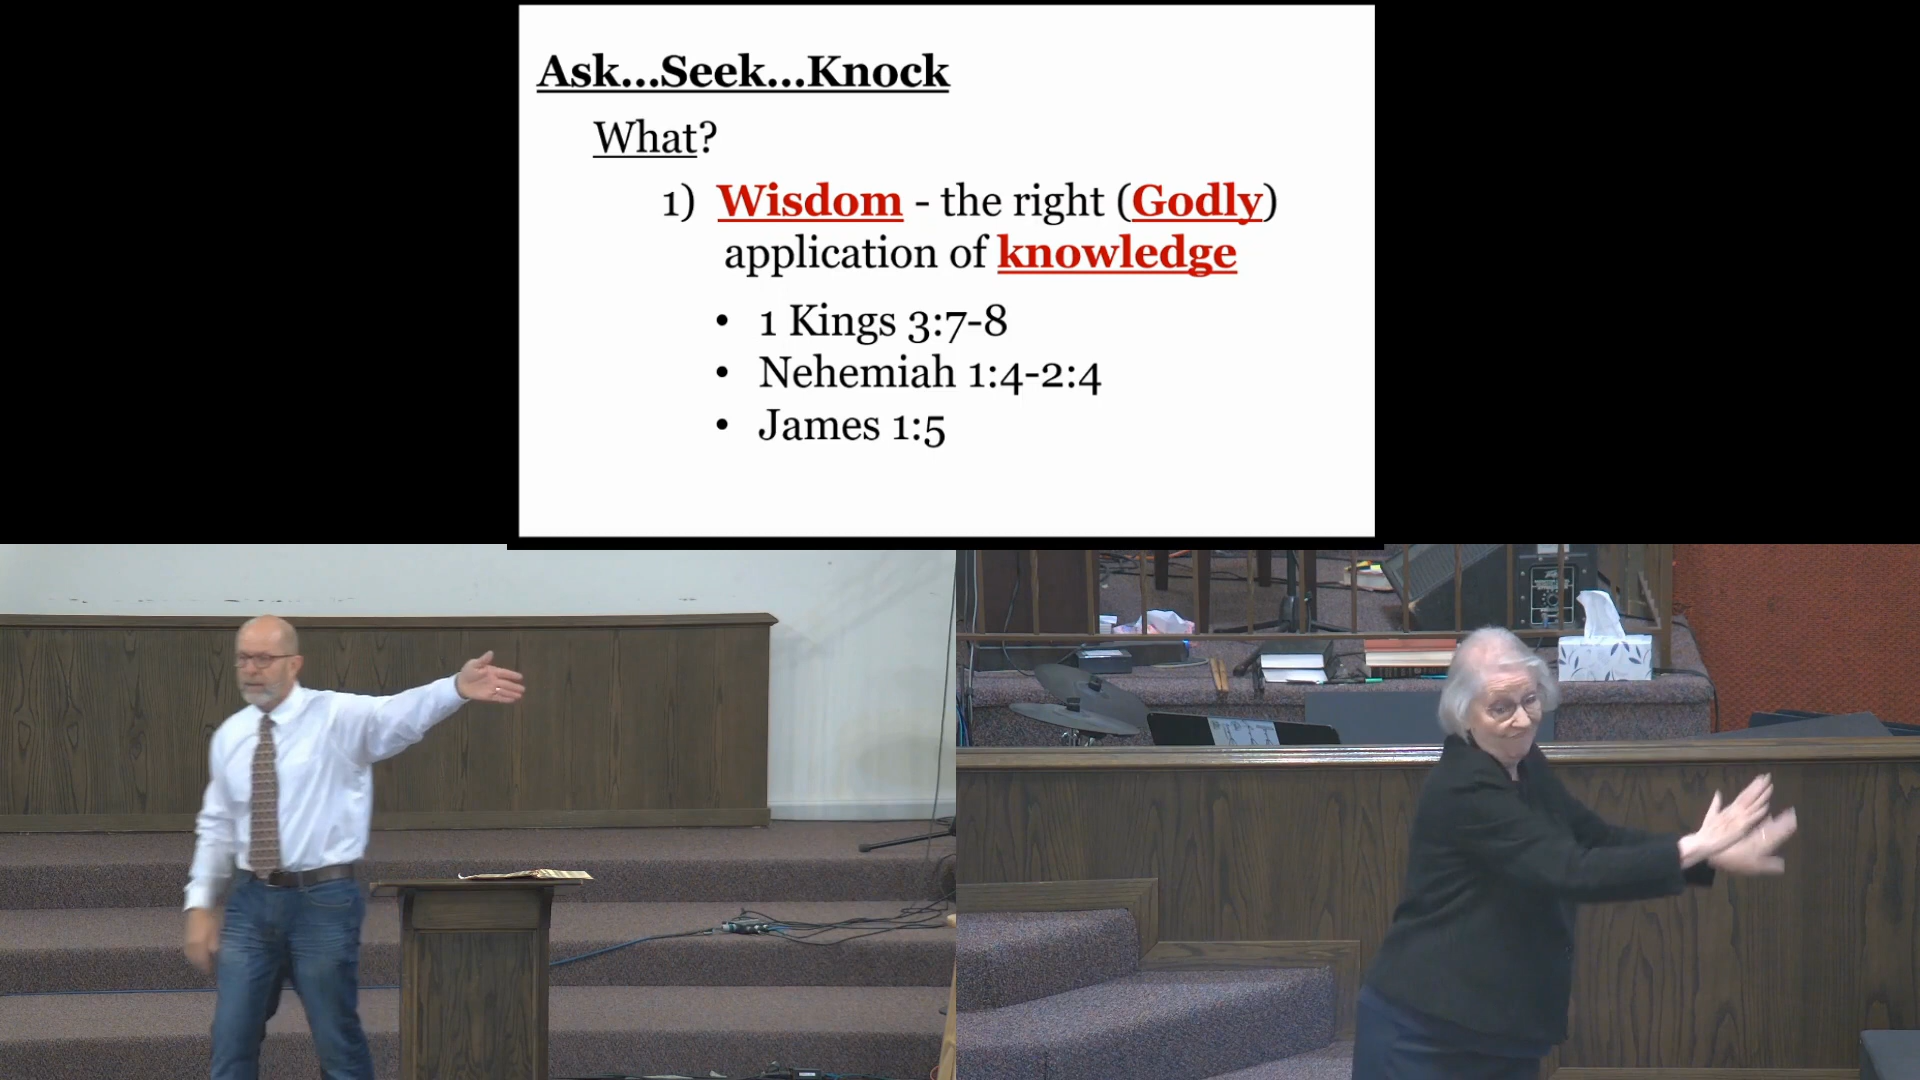 Ask...Seek...Knock
What?
1) Wisdom - the right (Godly)
application of knowledge
• 1 Kings 3:7-8
• Nehemiah 1:4-2:4
• James 1:5